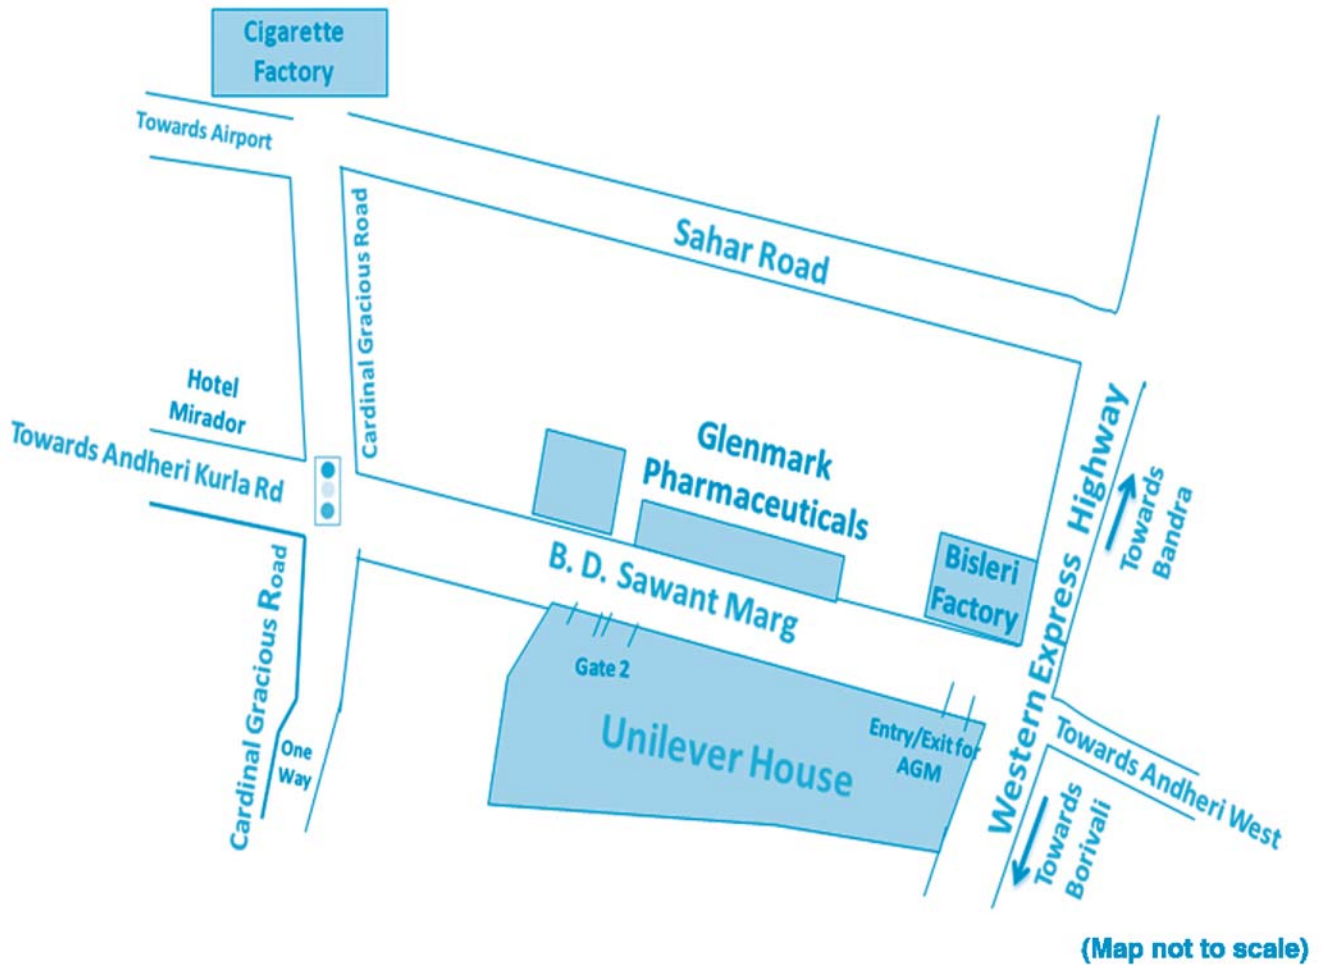 Cigarette
Factory
Towards Airport
Cardinal Gracious Road
Sahar Road
Hotel
Mirador
Towards Andheri Kurla Rd
Glenmark
Pharmaceuticals
B. D. Sawant Marg
Bisleri
Factory
Western Express Highway
Towards
Bandra
Gate 2
Unilever House
Entry/Exit for
AGM
Cardinal Gracious Road
One
Way
Towards Andheri West
Towards
Borivali
(Map not to scale)